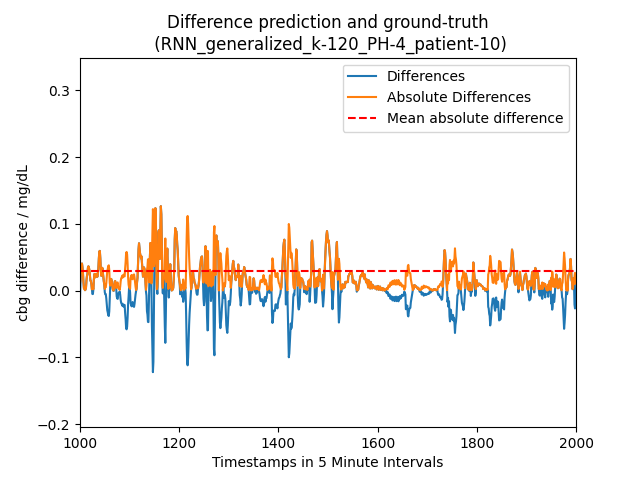 Difference prediction and ground-truth
(RNN_generalized_k-120_PH-4_patient-10)
Differences
Absolute Differences
Mean absolute difference
cbg difference / mg/dL
0.3
0.2
0.1
0.0
−0.1
−0.2
1000
1200
1400
1600
1800
2000
Timestamps in 5 Minute Intervals